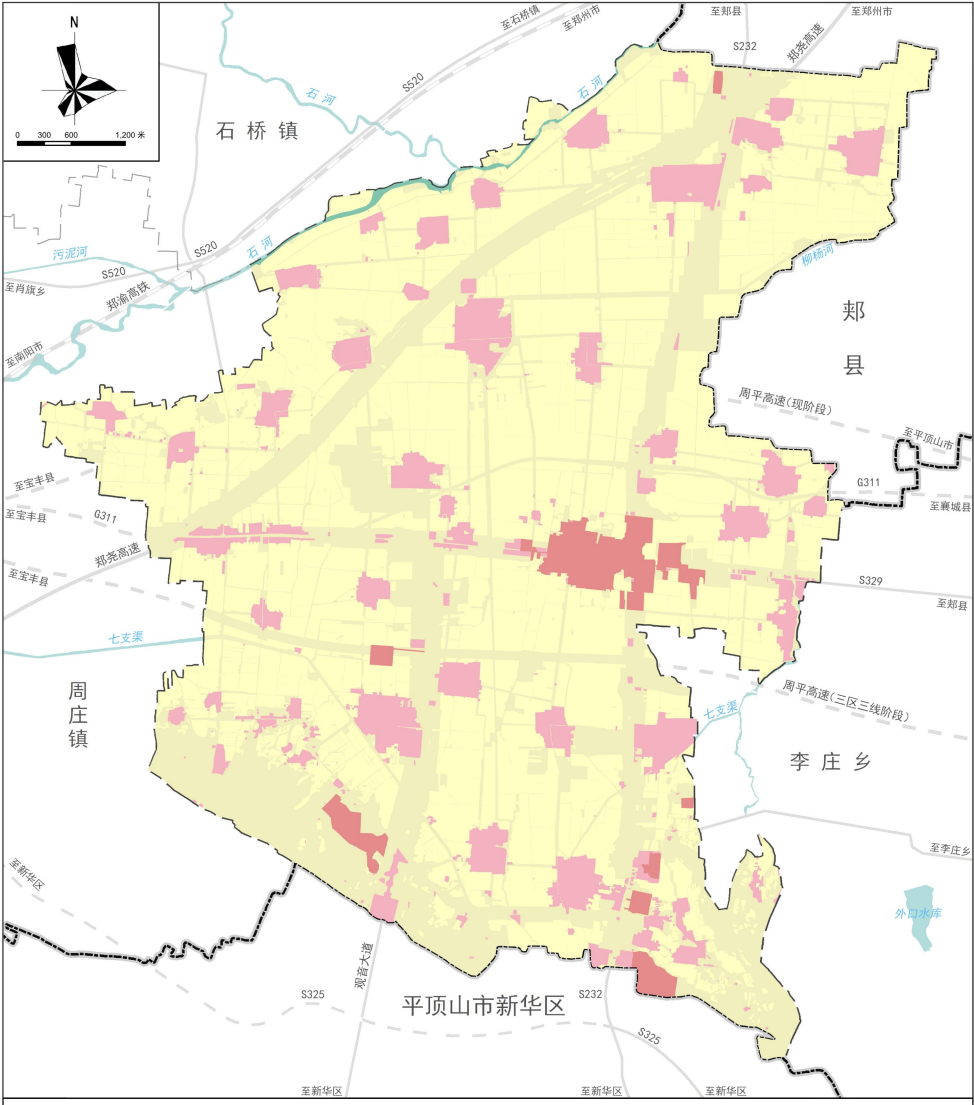 N
0 300 600 1,200 米
至石桥镇
至郑州市
至郏县
至郑州市
S232
郑尧高速
S520
石河
石河
石桥镇
污泥河
S520
S520
石河
至肖旗乡
郑渝高铁
至南阳市
柳杨河
郏县
周平高速(现阶段)
至平顶山市
G311
至襄城县
至宝丰县
至宝丰县
G311
郑尧高速
至宝丰县
S329
至郏县
七支渠
周庄镇
周平高速(三区三线阶段)
七支渠
李庄乡
至李庄乡
至新华区
外口水库
观音大道
S325
平顶山市新华区
S232
S325
至新华区
至新华区
至新华区